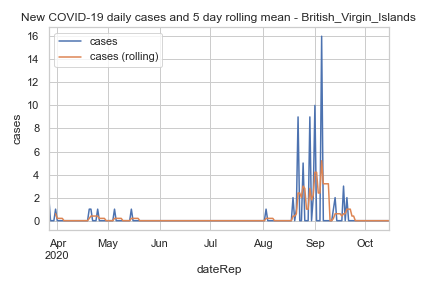 New COVID-19 daily cases and 5 day rolling mean - British_Virgin_Islands
cases
cases (rolling)
16
14
12
10
8
6
4
2
0
cases
Apr May Jun Jul Aug Sep Oct
2020
dateRep